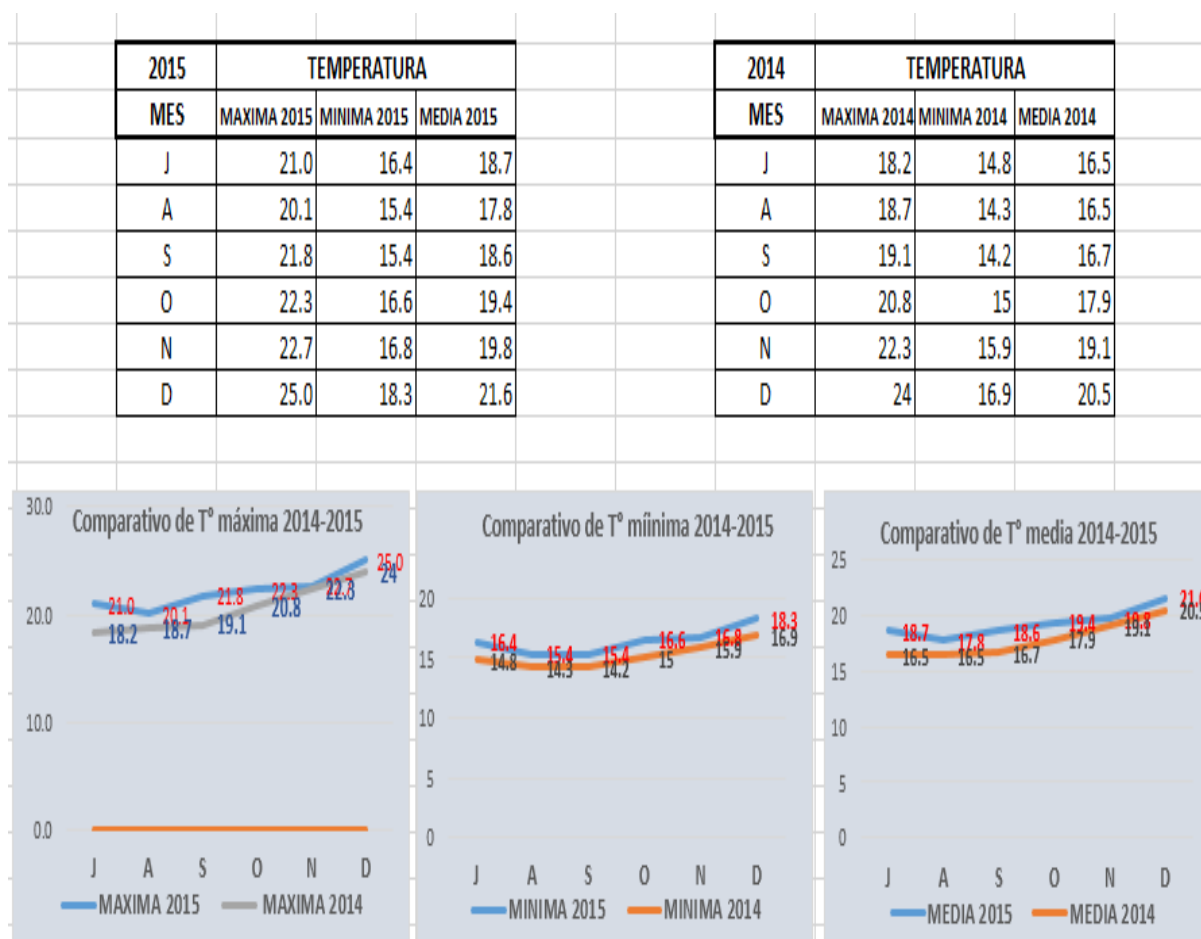 2015 TEMPERATURA
MES MAXIMA 2015 MINIMA 2015 MEDIA 2015
J 21.0 16.4 18.7
A 20.1 15.4 17.8
S 21.8 15.4 18.6
O 22.3 16.6 19.4
N 22.7 16.8 19.8
D 25.0 18.3 21.6
2014 TEMPERATURA
MES MAXIMA 2014 MINIMA 2014 MEDIA 2014
J 18.2 14.8 16.5
A 18.7 14.3 16.5
S 19.1 14.2 16.7
O 20.8 15 17.9
N 22.3 15.9 19.1
D 24 16.9 20.5
Comparativo de T° máxima 2014-2015
30.0
20.0
10.0
0.0
21.0 20.1 21.8 22.3 22.7 25.0
18.2 18.7 19.1 20.8 22.3 24
J A S O N D
MAXIMA 2015 MAXIMA 2014
Comparativo de T° míinima 2014-2015
20
15
10
5
0
16.4 15.4 15.4 16.6 16.8 18.3
14.8 14.3 14.2 15 15.9 16.9
J A S O N D
MINIMA 2015 MINIMA 2014
Comparativo de T° media 2014-2015
25
20
15
10
5
0
18.7 17.8 18.6 19.4 19.8 21.6
16.5 16.5 16.7 17.9 19.1 20.5
J A S O N D
MEDIA 2015 MEDIA 2014